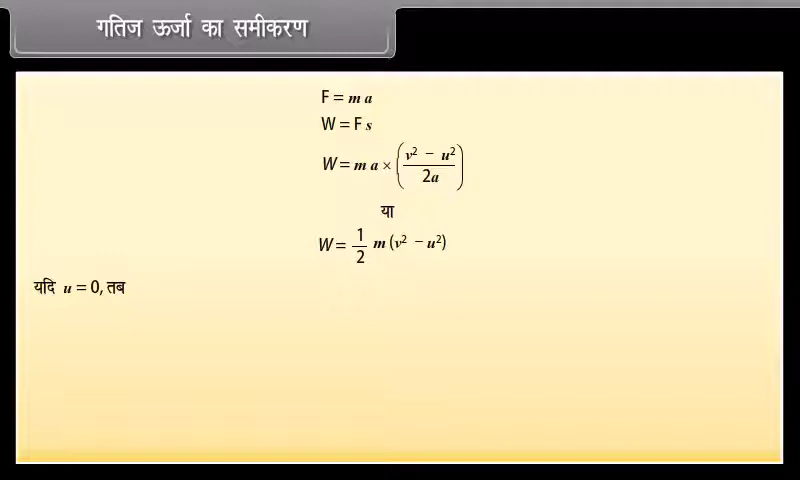 गतिज ऊर्जा का समीकरण
F = m a
W = F s
W = m a × ( (v² − u²) / 2a )
या
W = 1/2 m (v² − u²)
यदि u = 0, तब